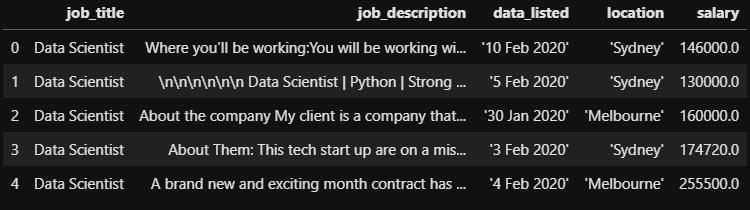 job_title job_description data_listed location salary
0 Data Scientist Where you’ll be working:You will be working wi... '10 Feb 2020' 'Sydney' 146000.0
1 Data Scientist \n\n\n\n\n\n Data Scientist | Python | Strong ... '5 Feb 2020' 'Sydney' 130000.0
2 Data Scientist About the company My client is a company that... '30 Jan 2020' 'Melbourne' 160000.0
3 Data Scientist About Them: This tech start up are on a mis... '3 Feb 2020' 'Sydney' 174720.0
4 Data Scientist A brand new and exciting month contract has ... '4 Feb 2020' 'Melbourne' 255500.0